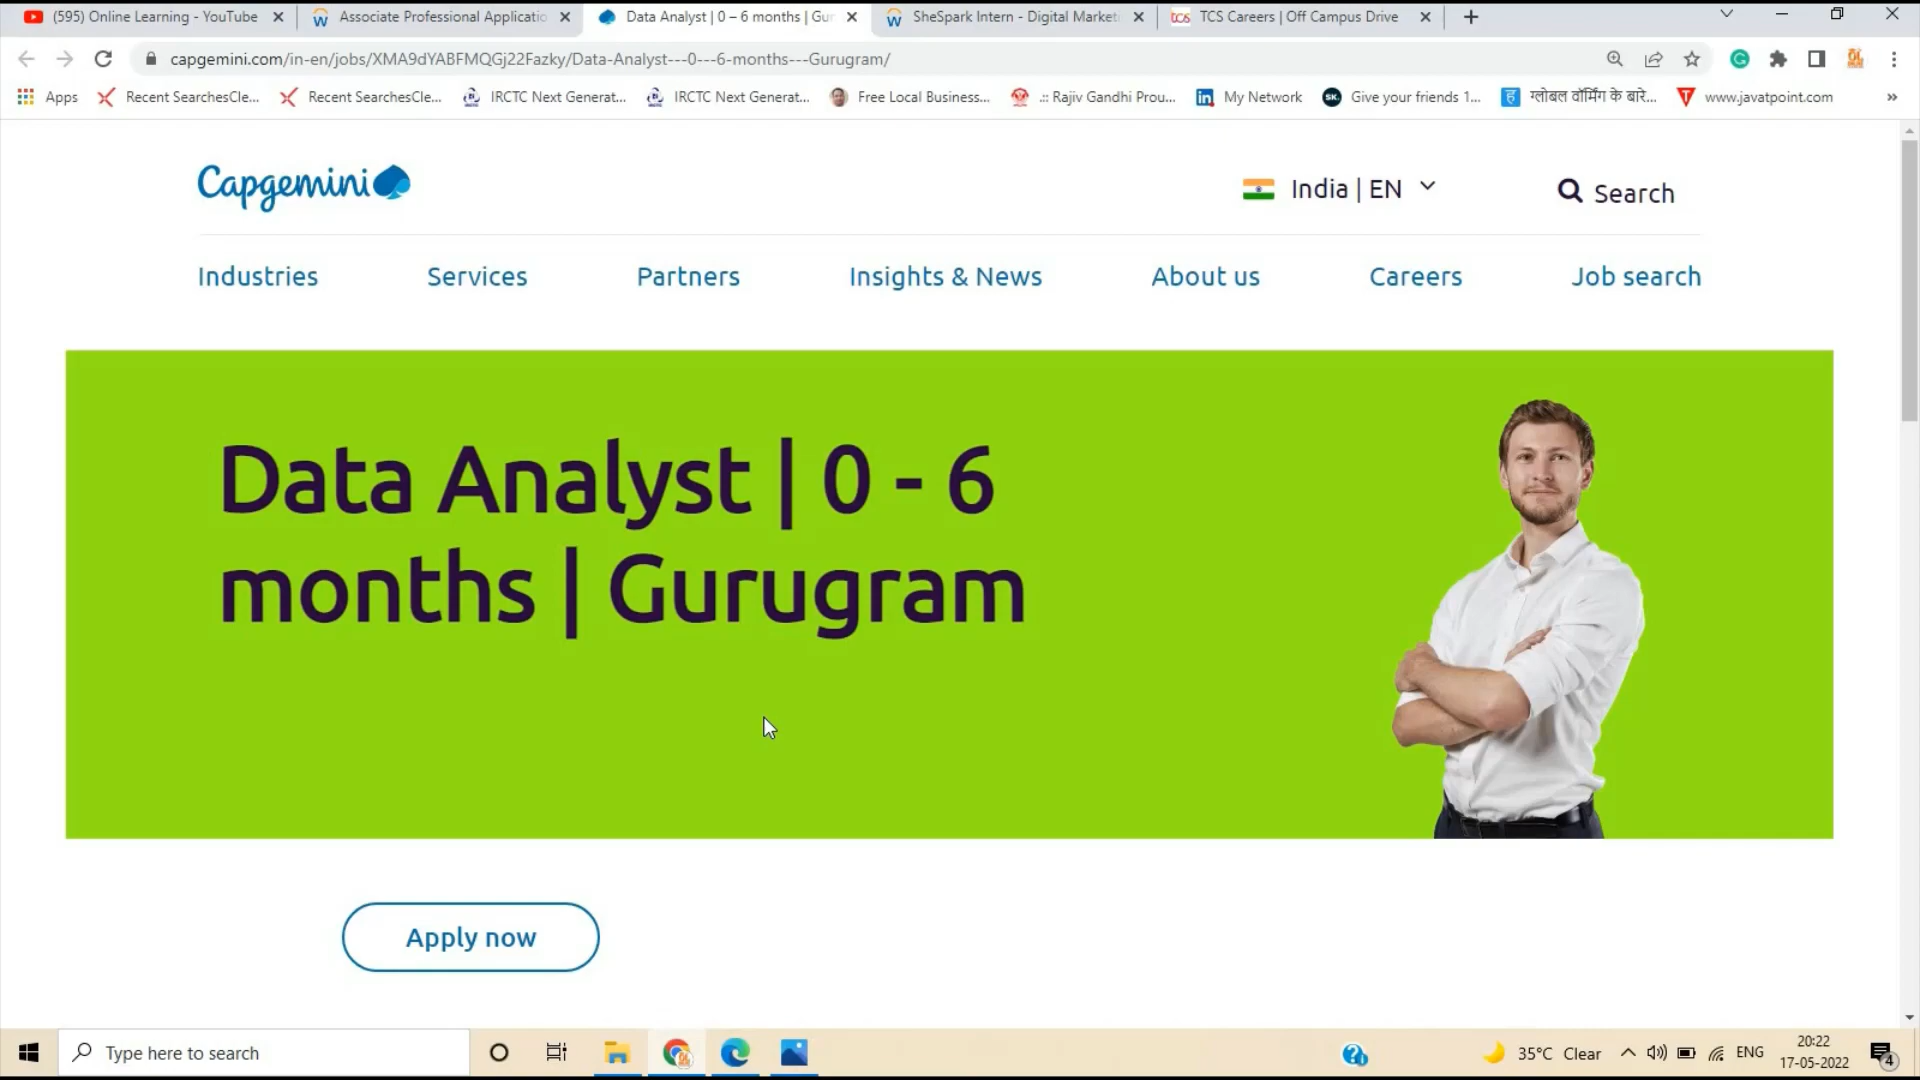 (595) Online Learning - YouTube
Associate Professional Applicatio
Data Analyst | 0 – 6 months | Gur
SheSpark Intern - Digital Market
TCS Careers | Off Campus Drive
capgemini.com/in-en/jobs/XMA9dYABFMQGj22Fazky/Data-Analyst---0---6-months---Gurugram/
Apps
Recent SearchesCle...
Recent SearchesCle...
IRCTC Next Generat...
IRCTC Next Generat...
Free Local Business...
.:: Rajiv Gandhi Prou...
My Network
Give your friends 1...
ग्लोबल वॉर्मिंग के बारे...
www.javatpoint.com
Capgemini
India | EN
Search
Industries
Services
Partners
Insights & News
About us
Careers
Job search
Data Analyst | 0 - 6
months | Gurugram
Apply now
Type here to search
35°C Clear
ENG
20:22
17-05-2022
4